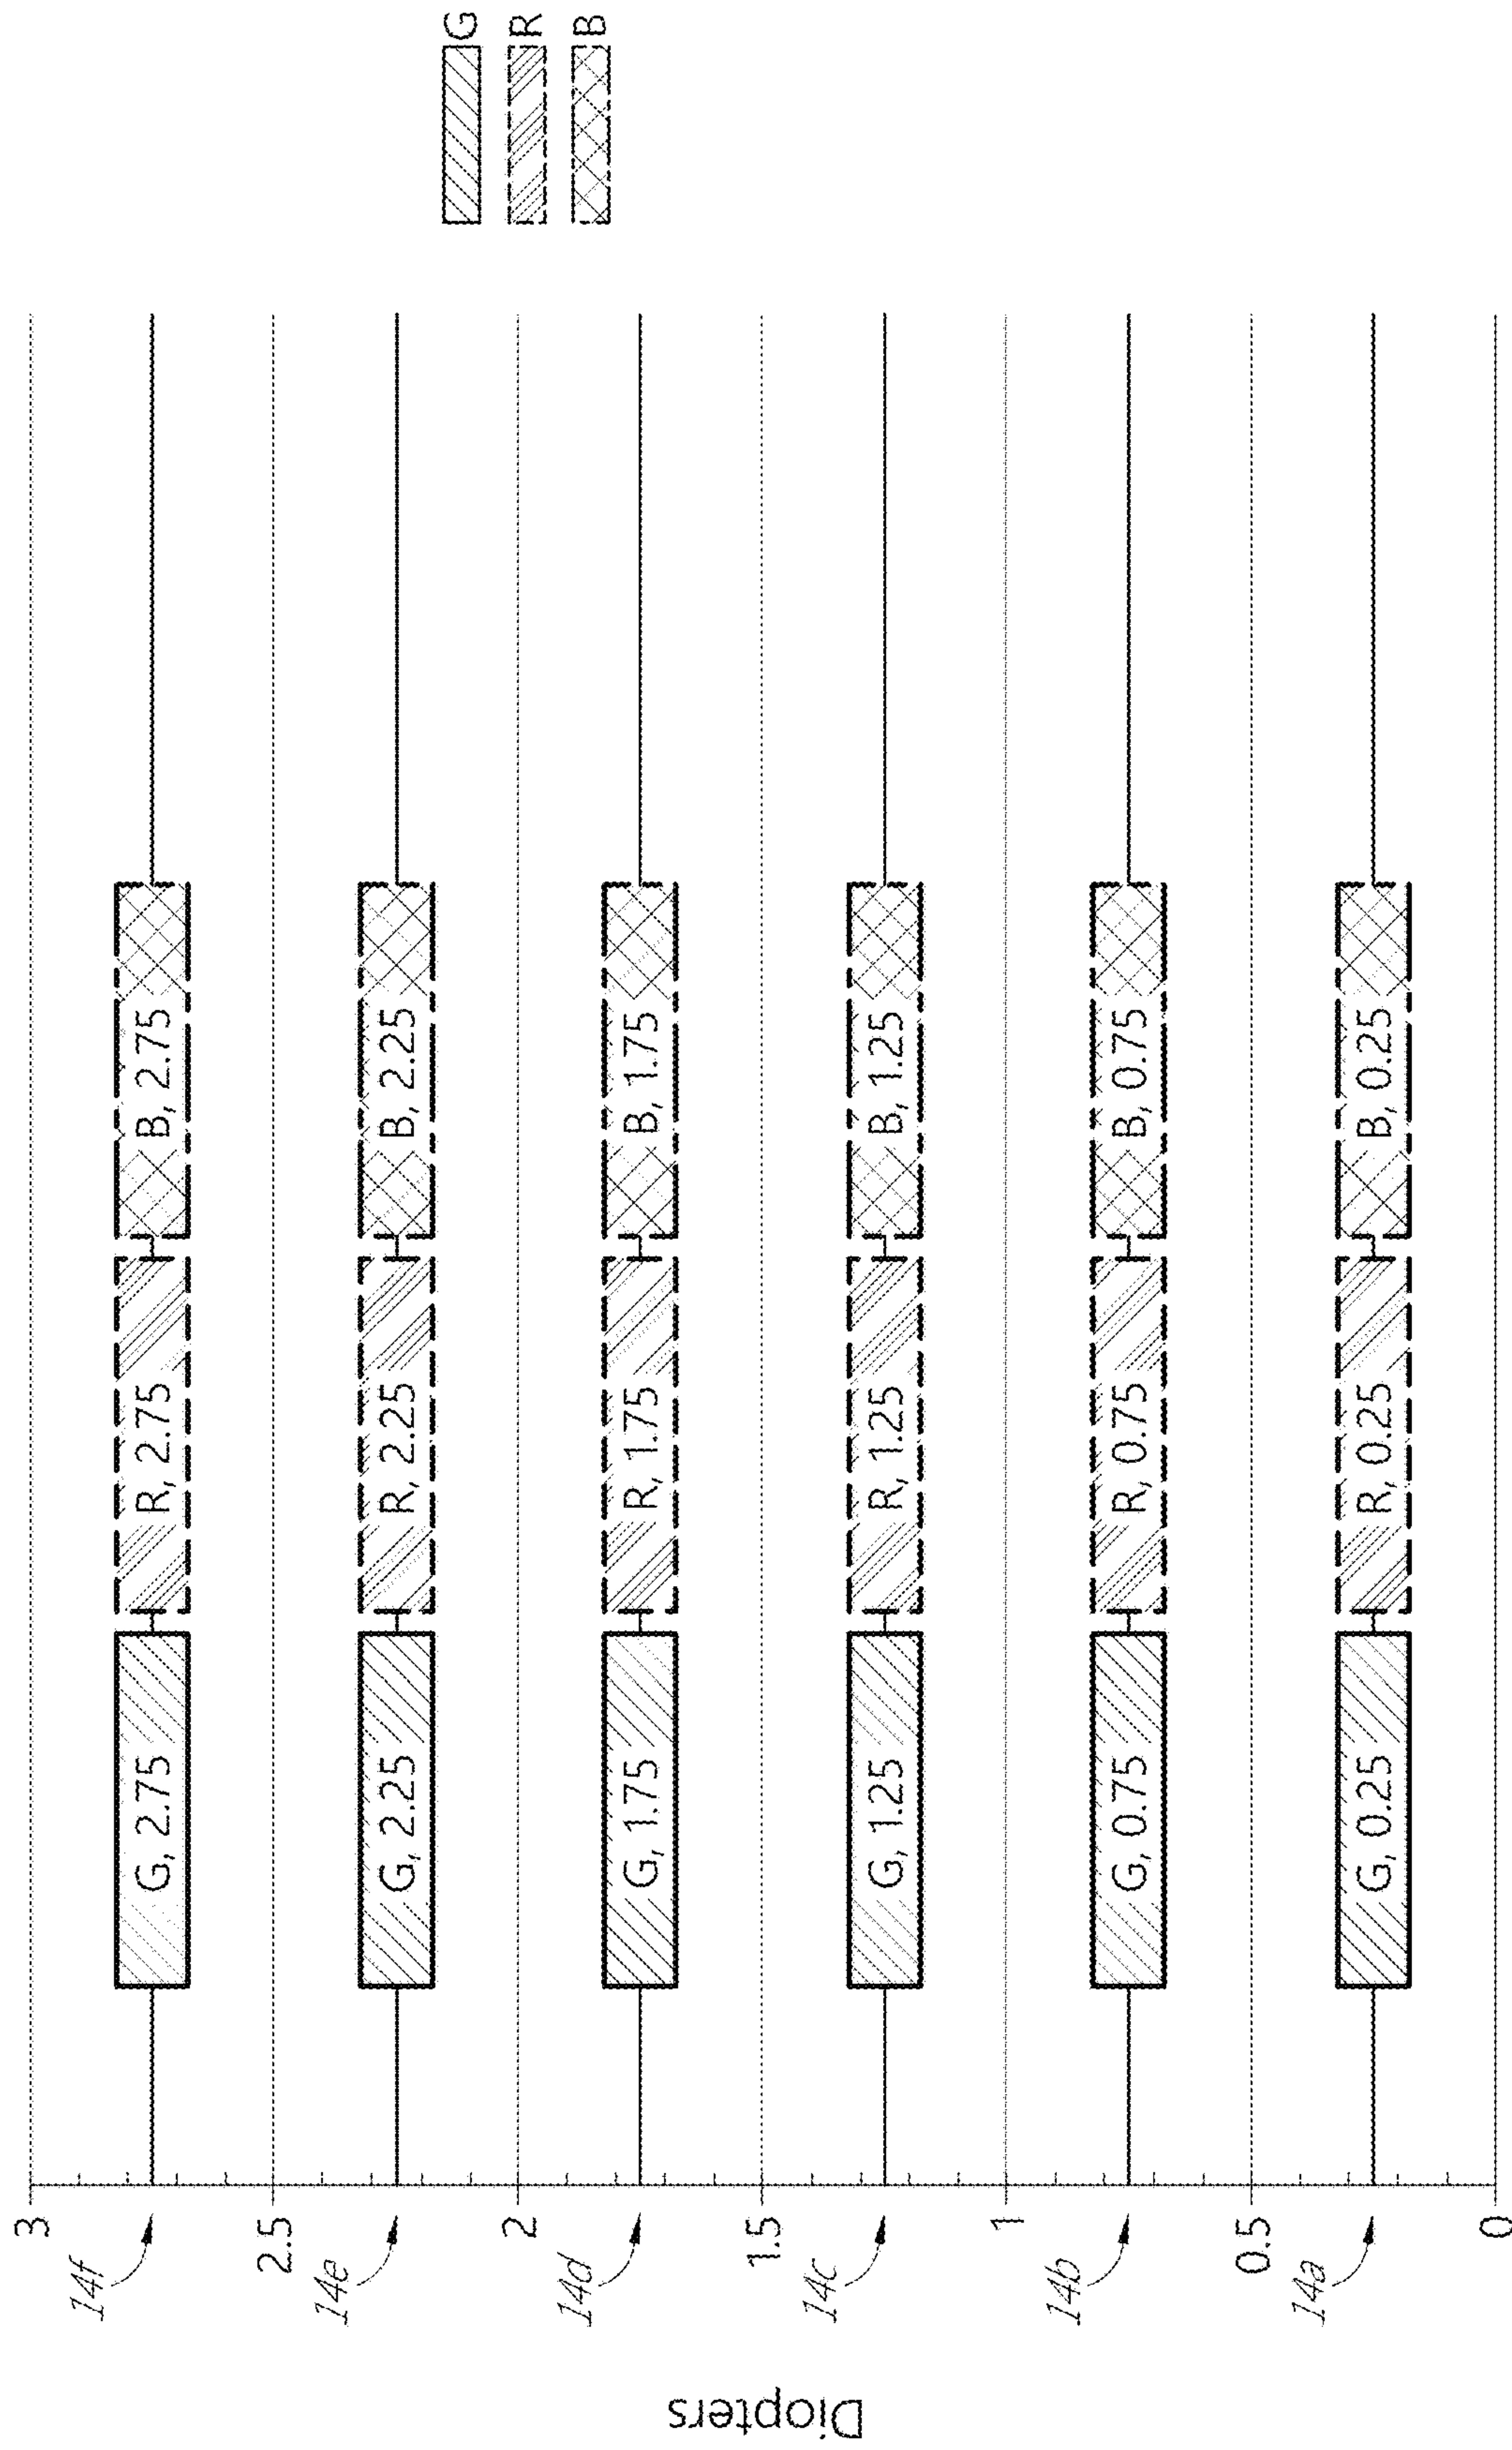 Diopters
3
14f
G, 2.75
R, 2.75
B, 2.75
2.5
14e
G, 2.25
R, 2.25
B, 2.25
2
14d
G, 1.75
R, 1.75
B, 1.75
1.5
14c
G, 1.25
R, 1.25
B, 1.25
1
14b
G, 0.75
R, 0.75
B, 0.75
0.5
14a
G, 0.25
R, 0.25
B, 0.25
0
G
R
B